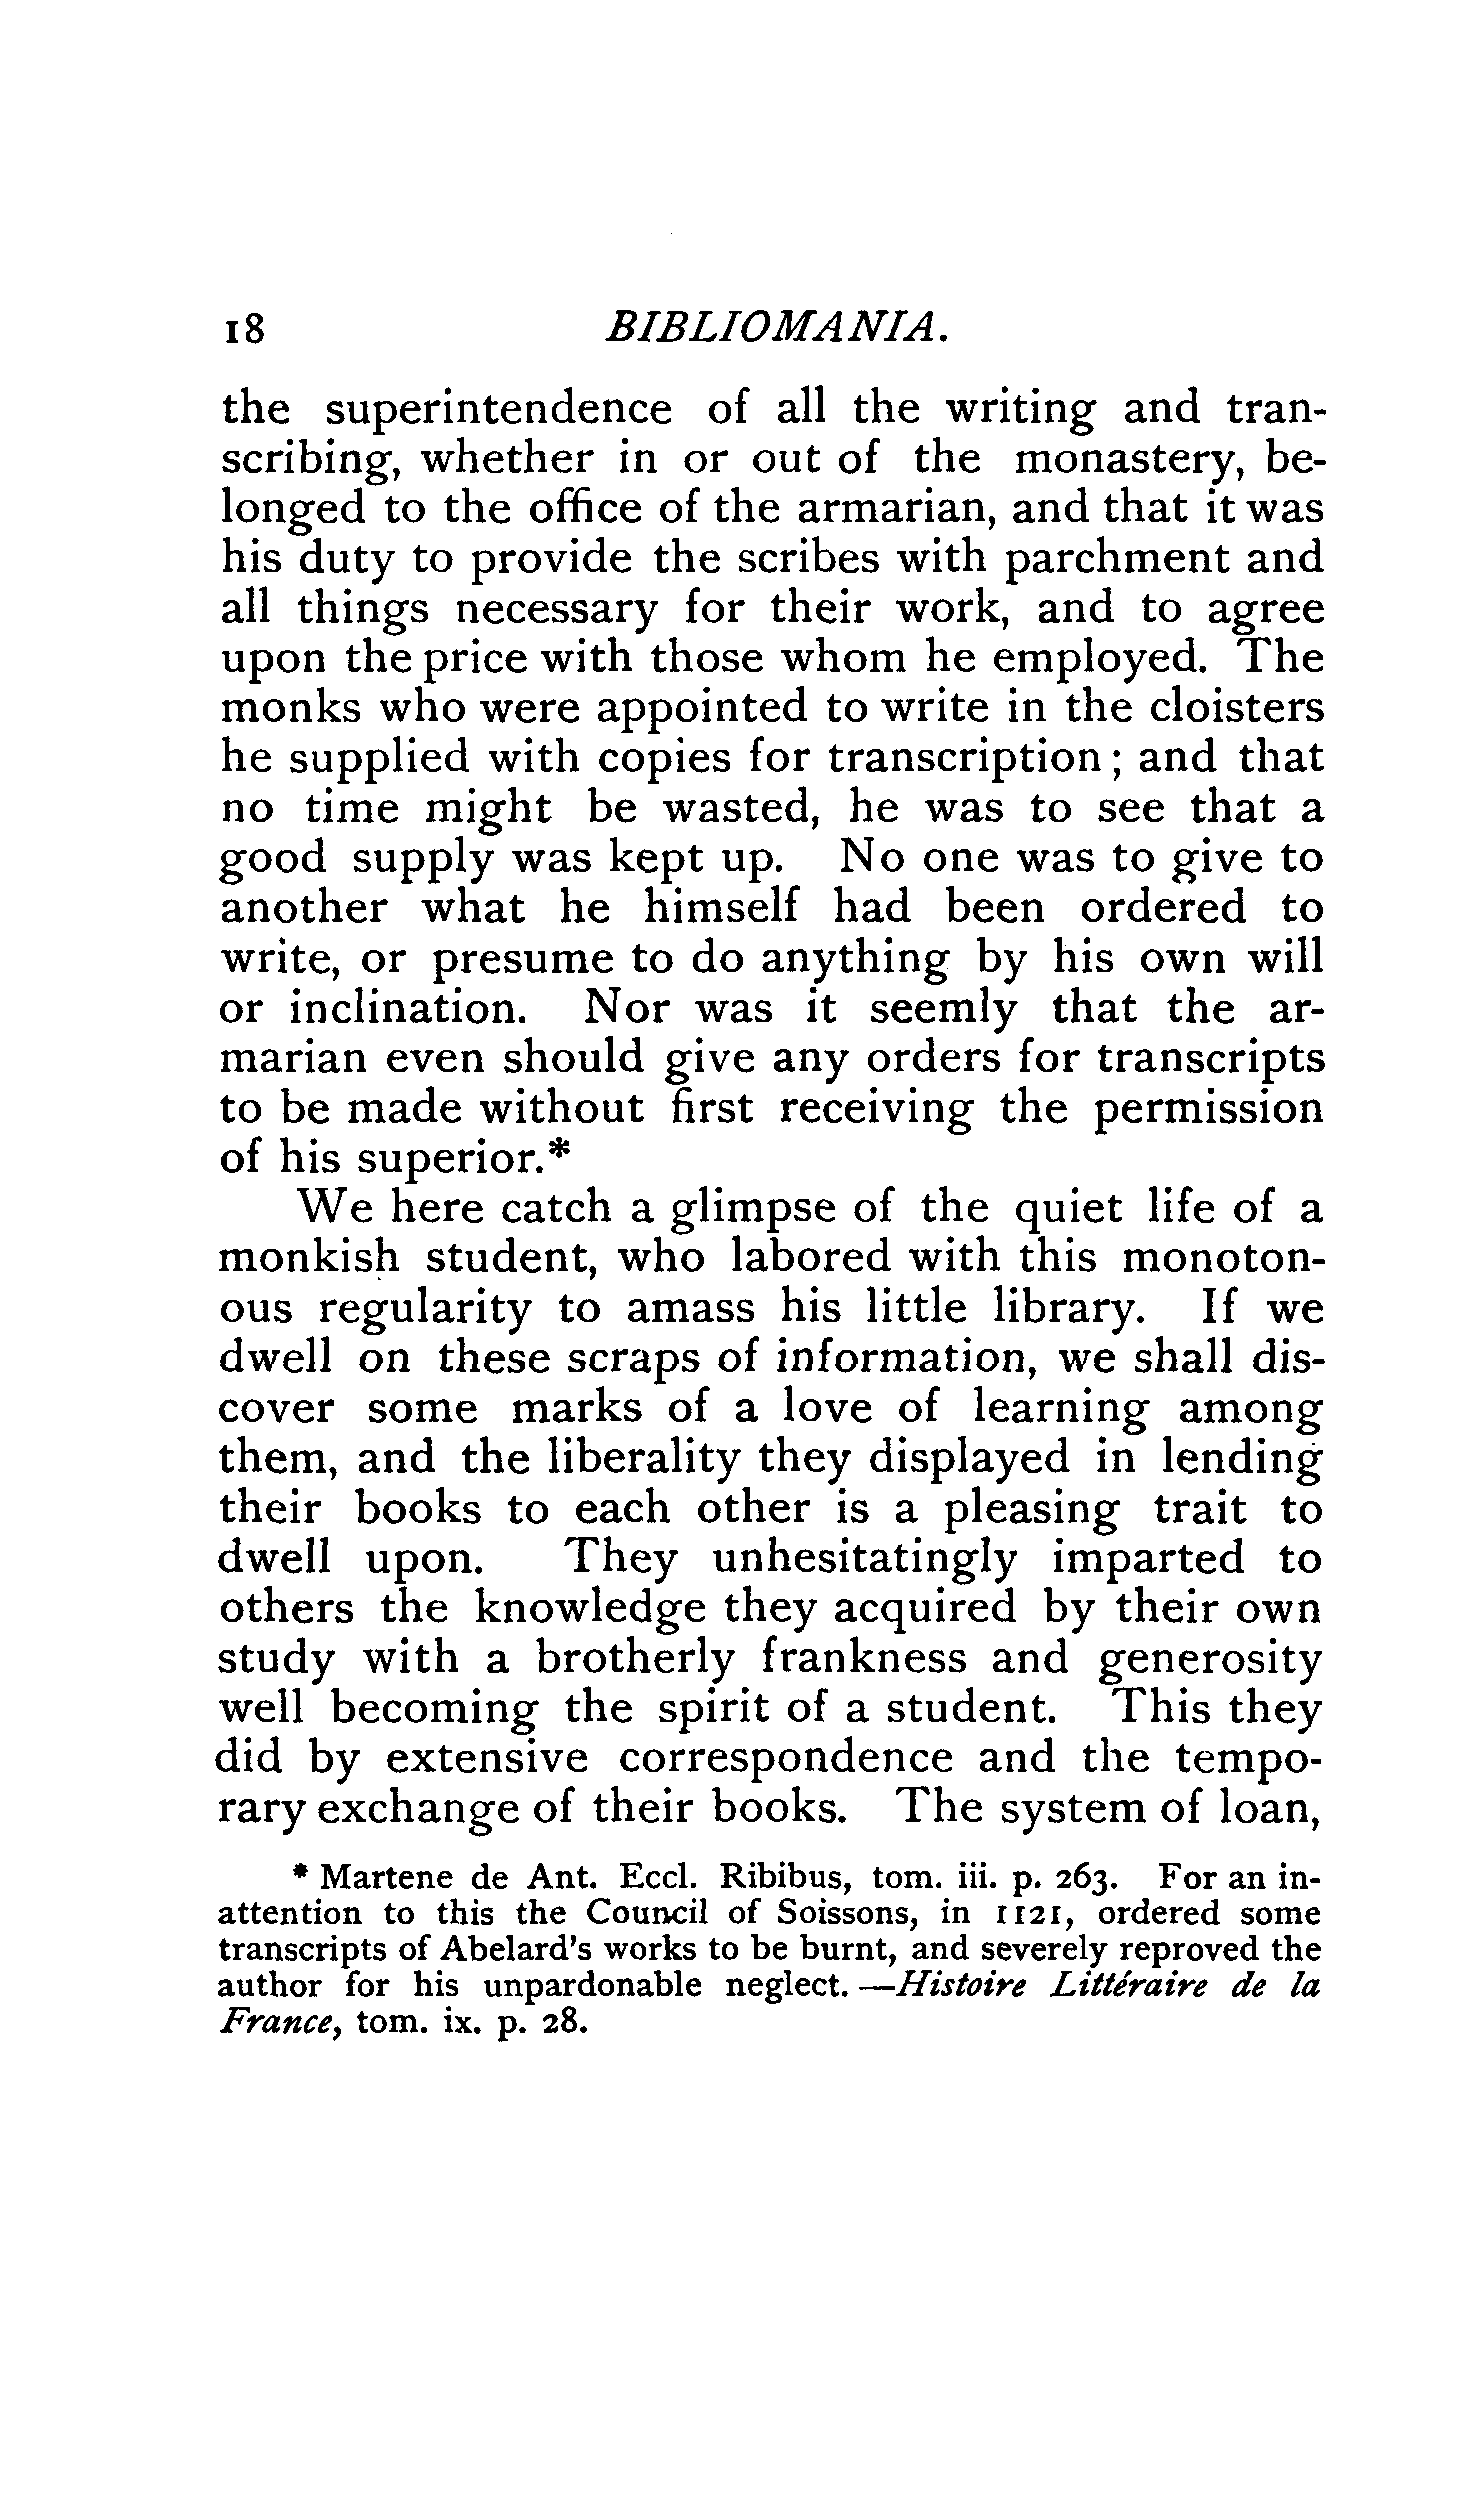 18 BIBLIOMANIA.
the superintendence of all the writing and tran-
scribing, whether in or out of the monastery, be-
longed to the office of the armarian, and that it was
his duty to provide the scribes with parchment and
all things necessary for their work, and to agree
upon the price with those whom he employed. The
monks who were appointed to write in the cloisters
he supplied with copies for transcription; and that
no time might be wasted, he was to see that a
good supply was kept up. No one was to give to
another what he himself had been ordered to
write, or presume to do anything by his own will
or inclination. Nor was it seemly that the ar-
marian even should give any orders for transcripts
to be made without first receiving the permission
of his superior.*
We here catch a glimpse of the quiet life of a
monkish student, who labored with this monoton-
ous regularity to amass his little library. If we
dwell on these scraps of information, we shall dis-
cover some marks of a love of learning among
them, and the liberality they displayed in lending
their books to each other is a pleasing trait to
dwell upon. They unhesitatingly imparted to
others the knowledge they acquired by their own
study with a brotherly frankness and generosity
well becoming the spirit of a student. This they
did by extensive correspondence and the tempo-
rary exchange of their books. The system of loan,
* Martene de Ant. Eccl. Ribibus, tom. iii. p. 263. For an in-
attention to this the Council of Soissons, in 1121, ordered some
transcripts of Abelard's works to be burnt, and severely reproved the
author for his unpardonable neglect.—Histoire Littéraire de la
France, tom. ix. p. 28.